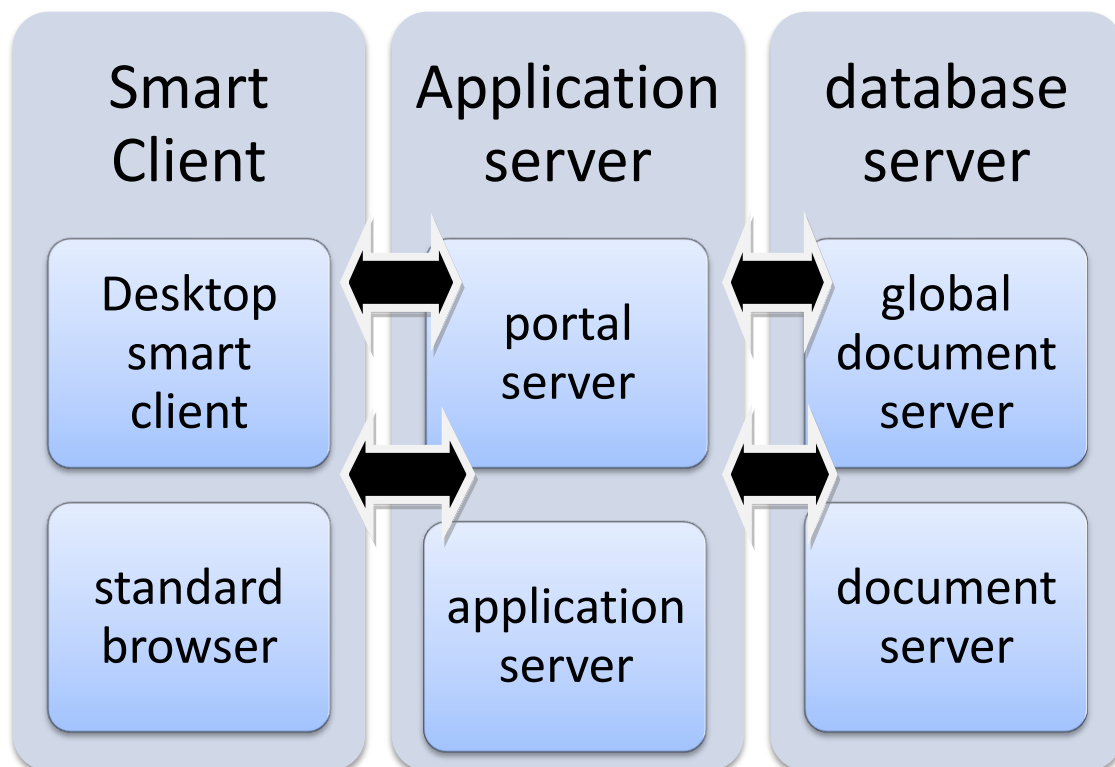 Smart
Client
Desktop
smart
client
standard
browser
Application
server
portal
server
application
server
database
server
global
document
server
document
server